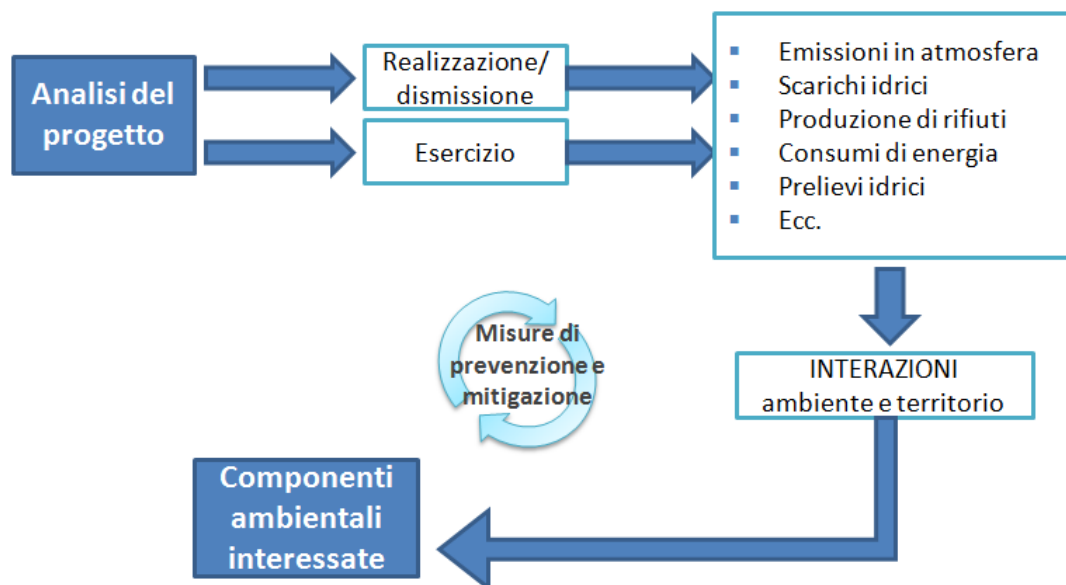 Analisi del
progetto
Realizzazione/
dismissione
Esercizio
▪ Emissioni in atmosfera
▪ Scarichi idrici
▪ Produzione di rifiuti
▪ Consumi di energia
▪ Prelievi idrici
▪ Ecc.
Misure di
prevenzione e
mitigazione
INTERAZIONI
ambiente e territorio
Componenti
ambientali
interessate